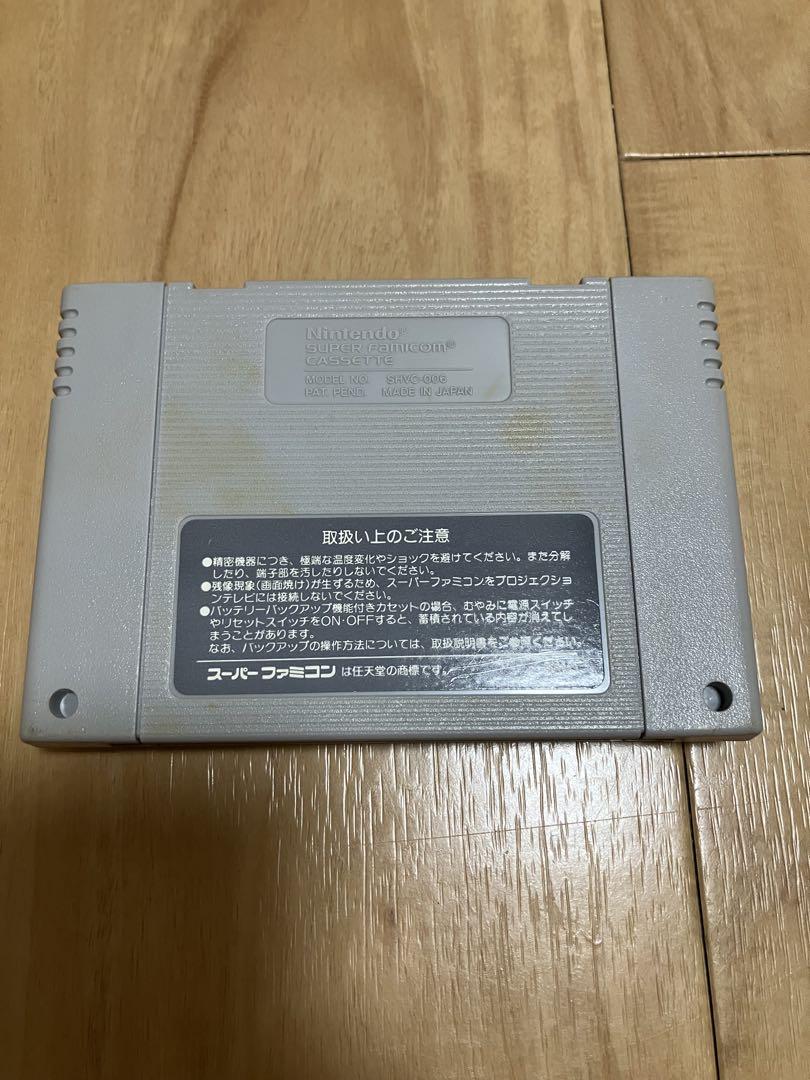 Nintendo®
SUPER Famicom®
CASSETTE
MODEL NO. SHVC-006
PAT. PEND. MADE IN JAPAN
取扱い上のご注意
●精密機器につき、極端な温度変化やショックを避けてください。また分解
したり、端子部を汚したりしないでください。
●残像現象(画面焼け)が生ずるため、スーパーファミコンをプロジェクショ
ンテレビには接続しないでください。
●バッテリーバックアップ機能付きカセットの場合、むやみに電源スイッチ
やリセットスイッチをON・OFFすると、蓄積されている内容が消えてし
まうことがあります。
なお、バックアップの操作方法については、取扱説明書をご参照ください。
スーパーファミコンは任天堂の商標です。